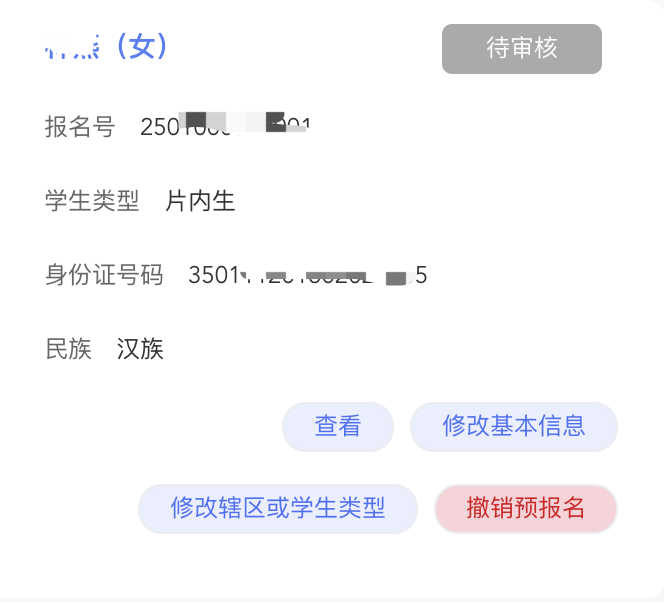 (女)
待审核
报名号
学生类型 片内生
身份证号码
民族 汉族
查看
修改基本信息
修改辖区或学生类型
撤销预报名